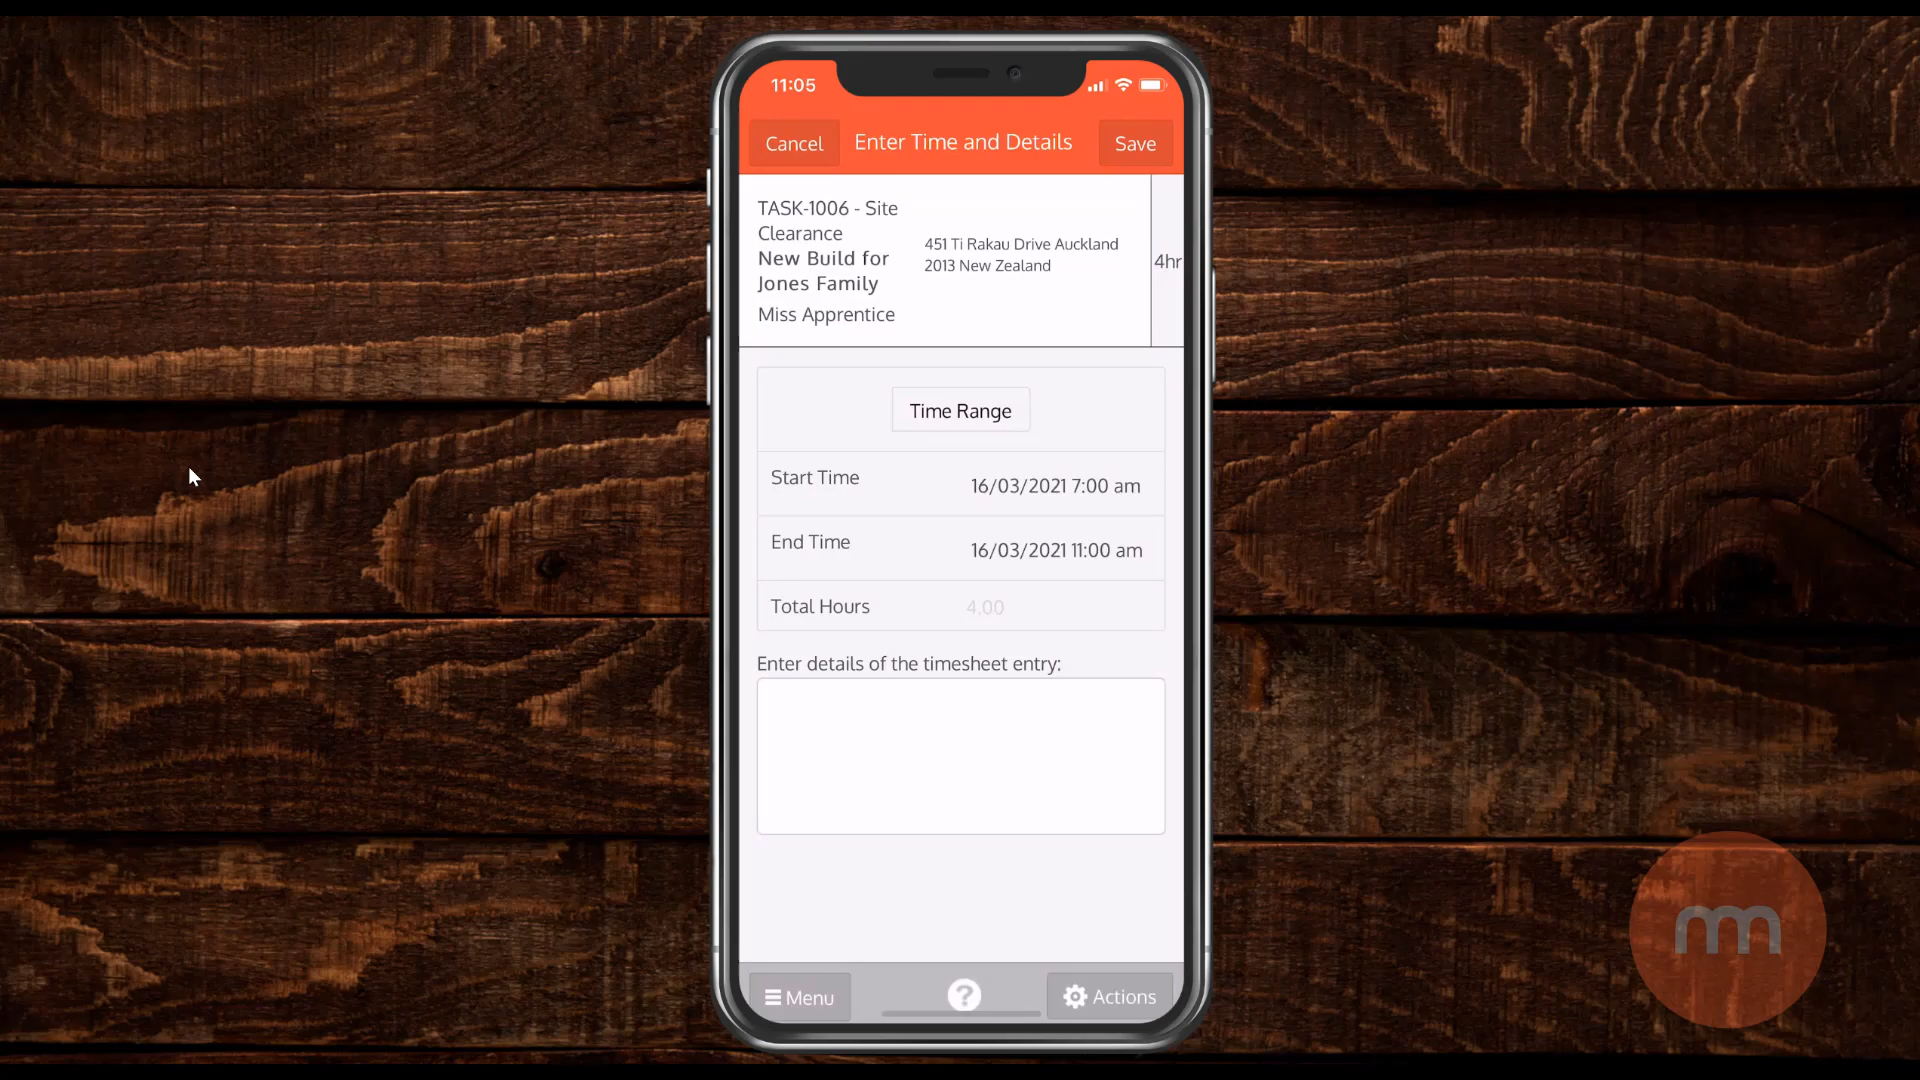 11:05
Cancel
Enter Time and Details
Save
TASK-1006 - Site
Clearance
New Build for
Jones Family
Miss Apprentice
451 Ti Rakau Drive Auckland
2013 New Zealand
4hr
Time Range
Start Time
16/03/2021 7:00 am
End Time
16/03/2021 11:00 am
Total Hours
4.00
Enter details of the timesheet entry:
Menu
?
Actions